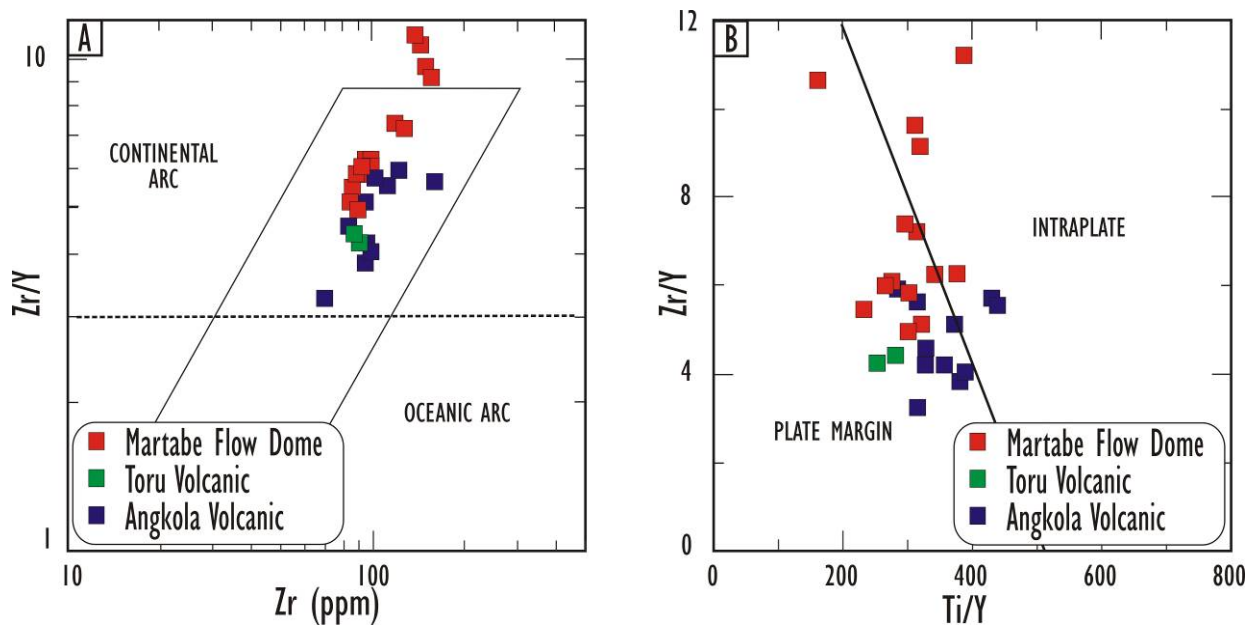 A
10
CONTINENTAL
ARC
Zr/Y
OCEANIC ARC
Martabe Flow Dome
Toru Volcanic
Angkola Volcanic
1
10
100
Zr (ppm)
12
B
8
INTRAPLATE
Zr/Y
4
PLATE MARGIN
Martabe Flow Dome
Toru Volcanic
Angkola Volcanic
0
0
200
400
600
800
Ti/Y